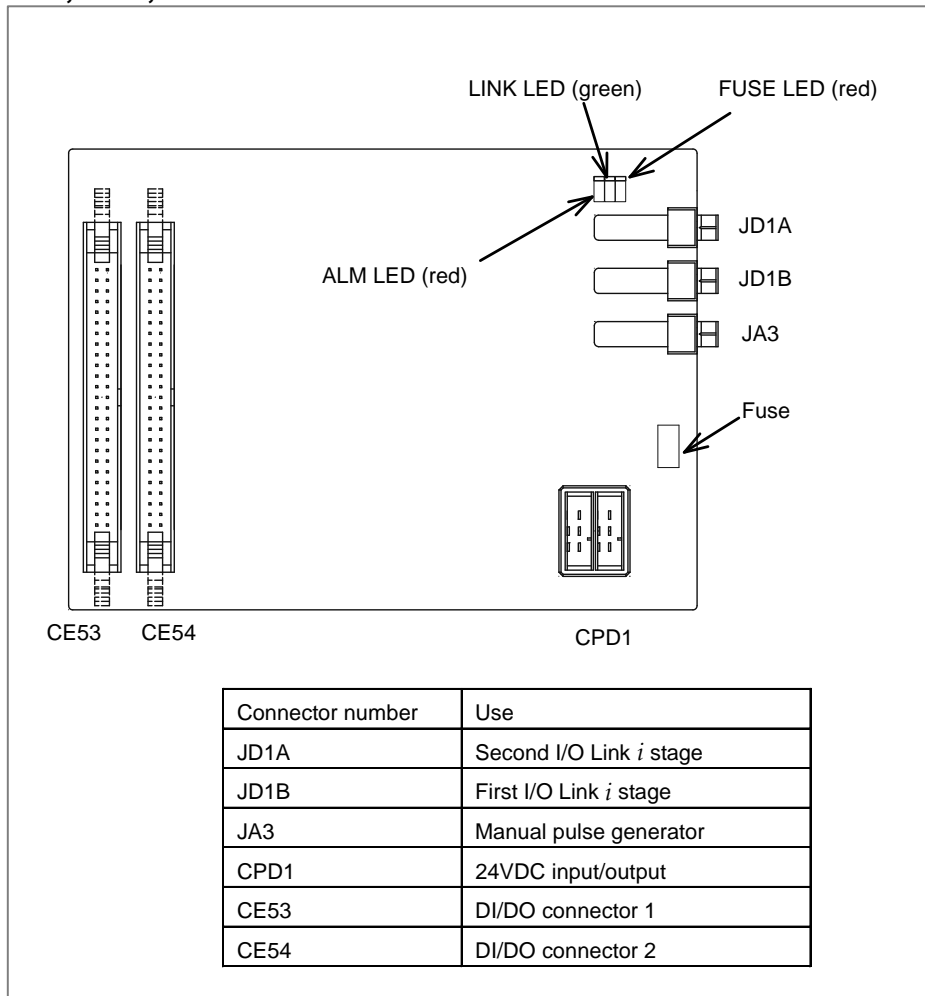 LINK LED (green) FUSE LED (red)
JD1A
ALM LED (red) JD1B
JA3
Fuse
CE53 CE54 CPD1
Connector number Use
JD1A Second I/O Link i stage
JD1B First I/O Link i stage
JA3 Manual pulse generator
CPD1 24VDC input/output
CE53 DI/DO connector 1
CE54 DI/DO connector 2